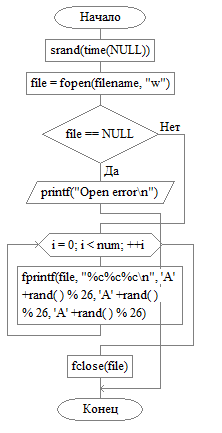 Начало
srand(time(NULL))
file = fopen(filename, "w")
file == NULL
Нет
Да
printf("Open error\n")
i = 0; i < num; ++i
fprintf(file, "%c%c%c\n", 'A'
+rand( ) % 26, 'A' +rand( )
% 26, 'A' +rand( ) % 26)
fclose(file)
Конец